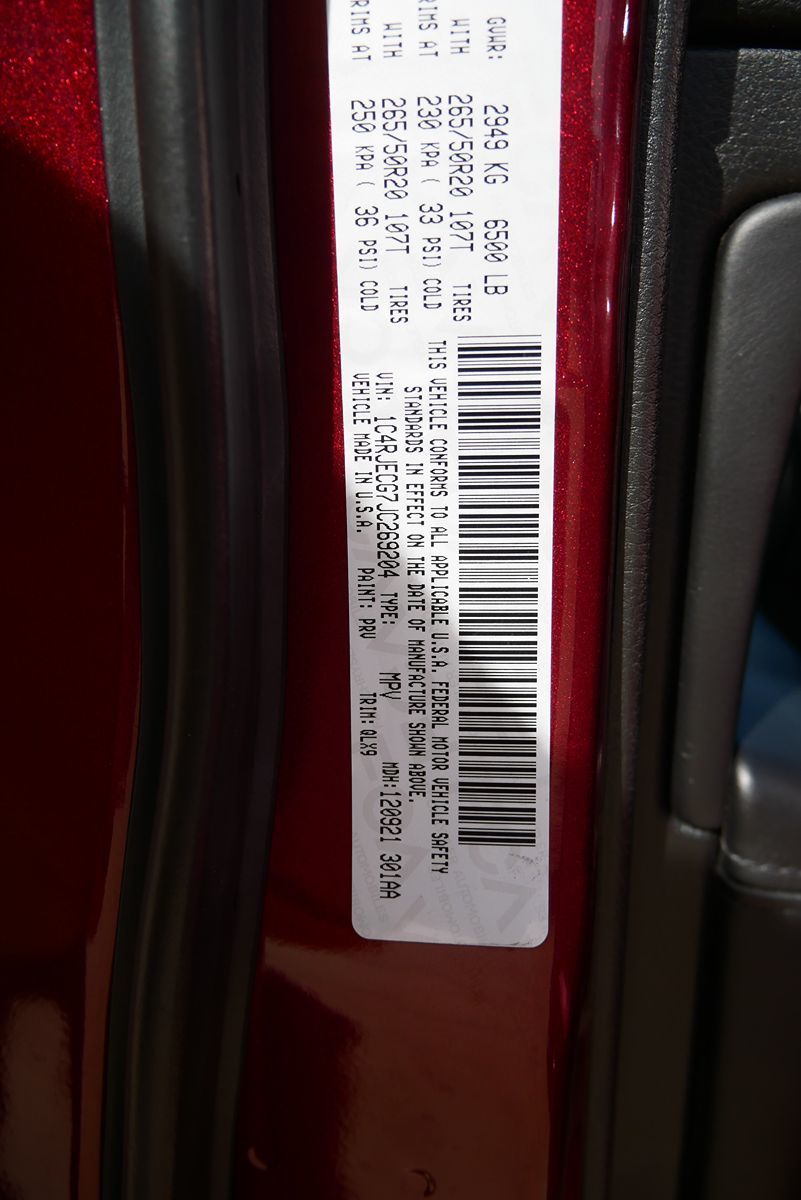 GVWR: 2949 KG 6500 LB
WITH 265/50R20 107T TIRES
RIMS AT 230 KPA ( 33 PSI) COLD
WITH 265/50R20 107T TIRES
RIMS AT 250 KPA ( 36 PSI) COLD
THIS VEHICLE CONFORMS TO ALL APPLICABLE U.S.A. FEDERAL MOTOR VEHICLE SAFETY
STANDARDS IN EFFECT ON THE DATE OF MANUFACTURE SHOWN ABOVE.
VIN: 1C4RJECG7JC269204 TYPE: MPV MDH:120921 301AA
VEHICLE MADE IN U.S.A. PAINT: PRV TRIM: QLX9